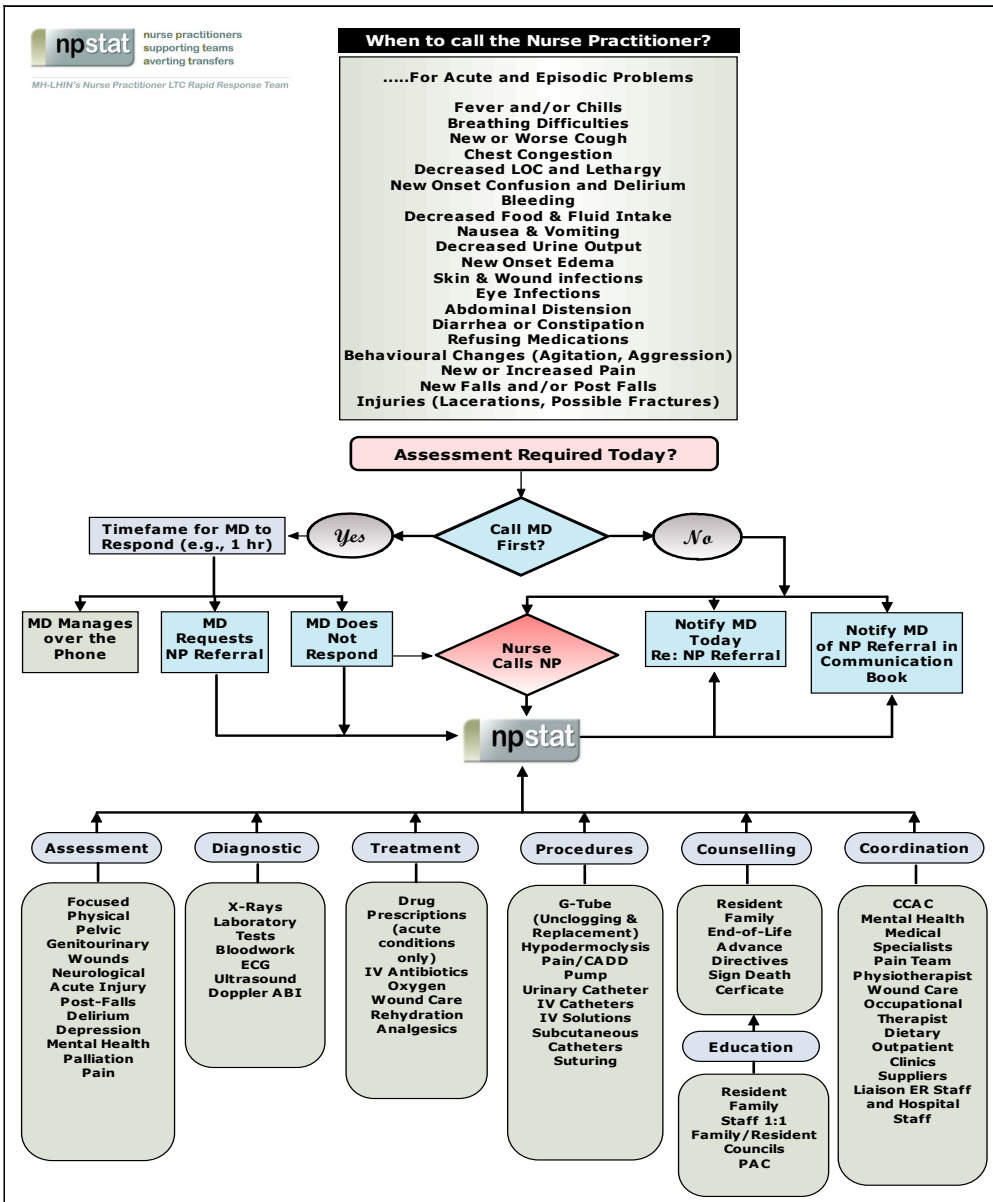 npstat
nurse practitioners
supporting teams
averting transfers
MH-LHIN's Nurse Practitioner LTC Rapid Response Team
When to call the Nurse Practitioner?
.....For Acute and Episodic Problems
Fever and/or Chills
Breathing Difficulties
New or Worse Cough
Chest Congestion
Decreased LOC and Lethargy
New Onset Confusion and Delirium
Bleeding
Decreased Food & Fluid Intake
Nausea & Vomiting
Decreased Urine Output
New Onset Edema
Skin & Wound infections
Eye Infections
Abdominal Distension
Diarrhea or Constipation
Refusing Medications
Behavioural Changes (Agitation, Aggression)
New or Increased Pain
New Falls and/or Post Falls
Injuries (Lacerations, Possible Fractures)
Assessment Required Today?
Timefame for MD to
Respond (e.g., 1 hr)
Yes
Call MD
First?
No
MD Manages
over the
Phone
MD
Requests
NP Referral
MD Does
Not
Respond
Nurse
Calls NP
Notify MD
Today
Re: NP Referral
Notify MD
of NP Referral in
Communication
Book
npstat
Assessment
Focused
Physical
Pelvic
Genitourinary
Wounds
Neurological
Acute Injury
Post-Falls
Delirium
Depression
Mental Health
Palliation
Pain
Diagnostic
X-Rays
Laboratory
Tests
Bloodwork
ECG
Ultrasound
Doppler ABI
Treatment
Drug
Prescriptions
(acute
conditions
only)
IV Antibiotics
Oxygen
Wound Care
Rehydration
Analgesics
Procedures
G-Tube
(Unclogging &
Replacement)
Hypodermoclysis
Pain/CADD
Pump
Urinary Catheter
IV Catheters
IV Solutions
Subcutaneous
Catheters
Suturing
Counselling
Resident
Family
End-of-Life
Advance
Directives
Sign Death
Cerficate
Education
Resident
Family
Staff 1:1
Family/Resident
Councils
PAC
Coordination
CCAC
Mental Health
Medical
Specialists
Pain Team
Physiotherapist
Wound Care
Occupational
Therapist
Dietary
Outpatient
Clinics
Suppliers
Liaison ER Staff
and Hospital
Staff